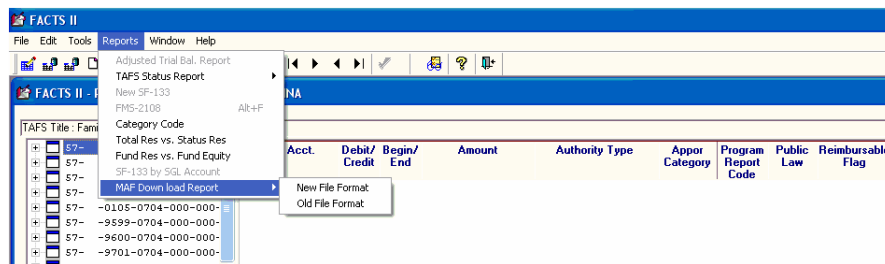 FACTS II
File Edit Tools Reports Window Help
Adjusted Trial Bal. Report
TAFS Status Report
New SF-133
FMS-2108 Alt+F
Category Code
Total Res vs. Status Res
Fund Res vs. Fund Equity
SF-133 by SGL Account
MAF Down load Report
New File Format
Old File Format
FACTS II - NA
TAFS Title : Fami
Acct. Debit/ Credit Begin/ End Amount Authority Type Appor Category Program Report Code Public Law Reimbursable Flag
57-
57-
57-
57-
57- -0105-0704-000-000-
57- -9599-0704-000-000-
57- -9600-0704-000-000-
57- -9701-0704-000-000-